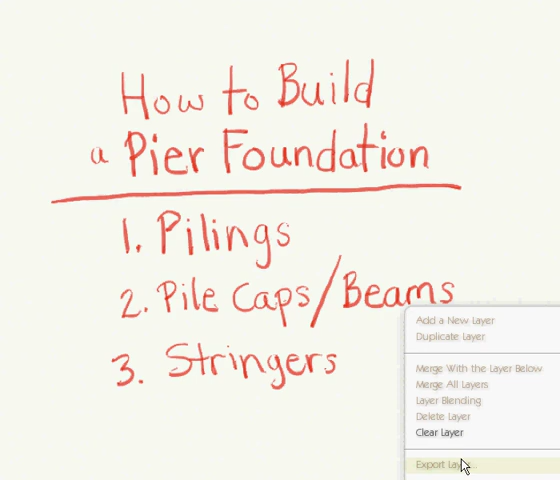 How to Build
a Pier Foundation
1. Pilings
2. Pile Caps/Beams
3. Stringers
Add a New Layer
Duplicate Layer
Merge With the Layer Below
Merge All Layers
Layer Blending
Delete Layer
Clear Layer
Export